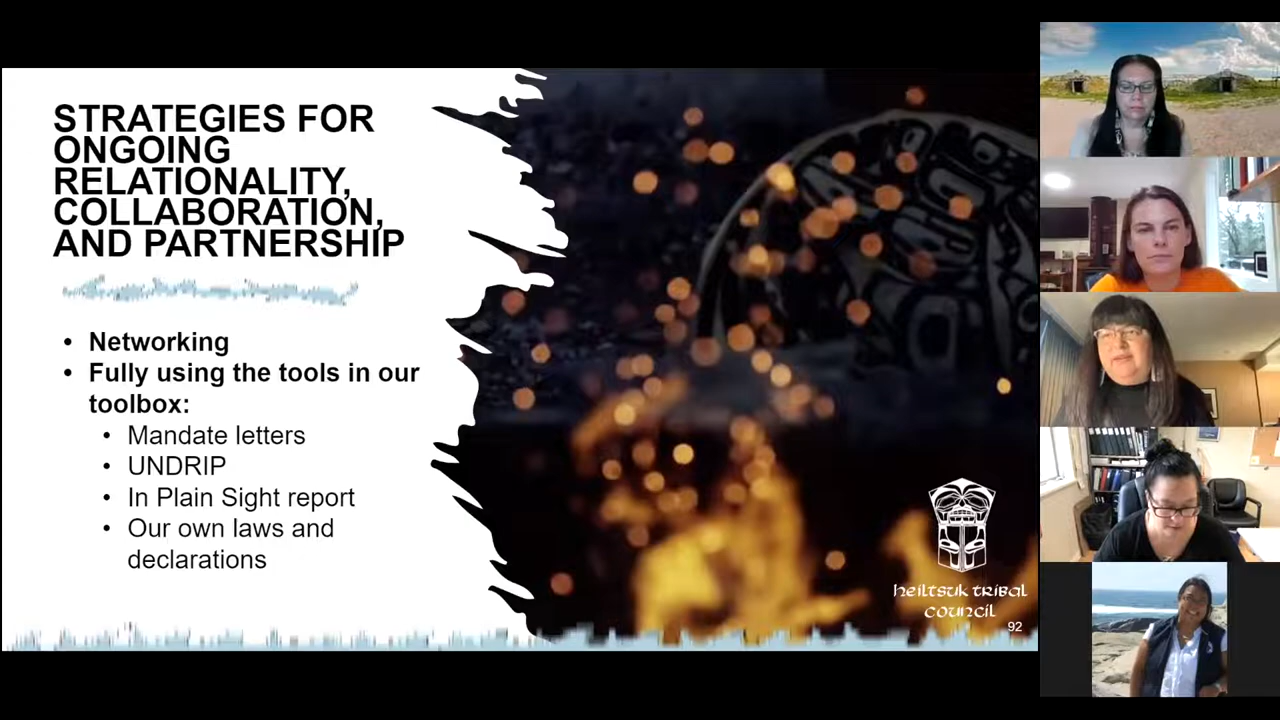 STRATEGIES FOR
ONGOING
RELATIONALITY,
COLLABORATION,
AND PARTNERSHIP
• Networking
• Fully using the tools in our
toolbox:
• Mandate letters
• UNDRIP
• In Plain Sight report
• Our own laws and
declarations
heiltsuk tribal
council
92